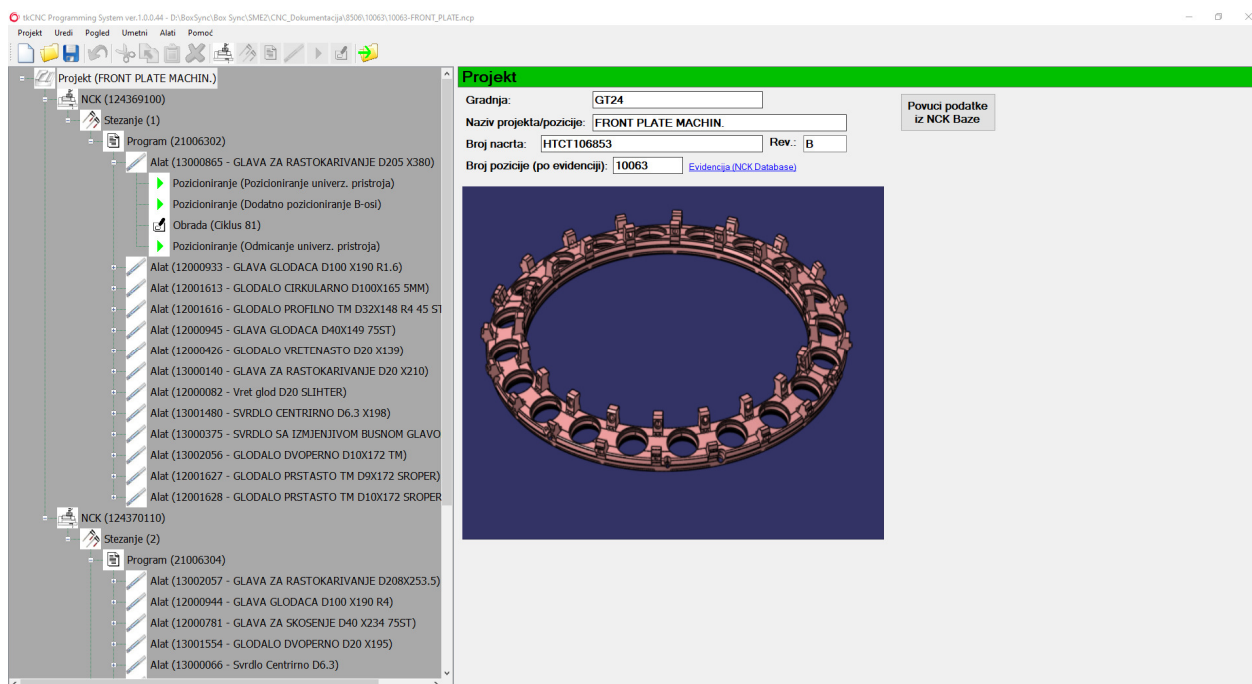 tkCNC Programming System ver.1.0.0.44 - D:\BoxSync\Box Sync\SME2\CNC_Dokumentacija\8506\10063\10063-FRONT_PLATE.ncp
Projekt Uredi Pogled Umetni Alati Pomoć
Projekt (FRONT PLATE MACHIN.)
NCK (124369100)
Stezanje (1)
Program (21006302)
Alat (13000865 - GLAVA ZA RASTOKARIVANJE D205 X380)
Pozicioniranje (Pozicioniranje univerz. pristroja)
Pozicioniranje (Dodatno pozicioniranje B-osi)
Obrada (Ciklus 81)
Pozicioniranje (Odmicanje univerz. pristroja)
Alat (12000933 - GLAVA GLODACA D100 X190 R1.6)
Alat (12001613 - GLODALO CIRKULARNO D100X165 5MM)
Alat (12001616 - GLODALO PROFILNO TM D32X148 R4 45 ST
Alat (12000945 - GLAVA GLODACA D40X149 75ST)
Alat (12000426 - GLODALO VRETENASTO D20 X139)
Alat (13000140 - GLAVA ZA RASTOKARIVANJE D20 X210)
Alat (12000082 - Vret glod D20 SLIHTER)
Alat (13001480 - SVRDLO CENTRIRNO D6.3 X198)
Alat (13000375 - SVRDLO SA IZMJENJIVOM BUSNOM GLAVO
Alat (13002056 - GLODALO DVOPERNO D10X172 TM)
Alat (12001627 - GLODALO PRSTASTO TM D9X172 SROPER)
Alat (12001628 - GLODALO PRSTASTO TM D10X172 SROPER
NCK (124370110)
Stezanje (2)
Program (21006304)
Alat (13002057 - GLAVA ZA RASTOKARIVANJE D208X253.5)
Alat (12000944 - GLAVA GLODACA D100 X190 R4)
Alat (12000781 - GLAVA ZA SKOSENJE D40 X234 75ST)
Alat (13001554 - GLODALO DVOPERNO D20 X195)
Alat (13000066 - Svrdlo Centrirno D6.3)
Projekt
Gradnja: GT24
Naziv projekta/pozicije: FRONT PLATE MACHIN.
Broj nacrta: HTCT106853 Rev.: B
Broj pozicije (po evidenciji): 10063 Evidencija (NCK Database)
Povuci podatke
iz NCK Baze